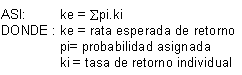 ASI: ke = ∑pi.ki
DONDE : ke = rata esperada de retorno
pi= probabilidad asignada
ki = tasa de retorno individual